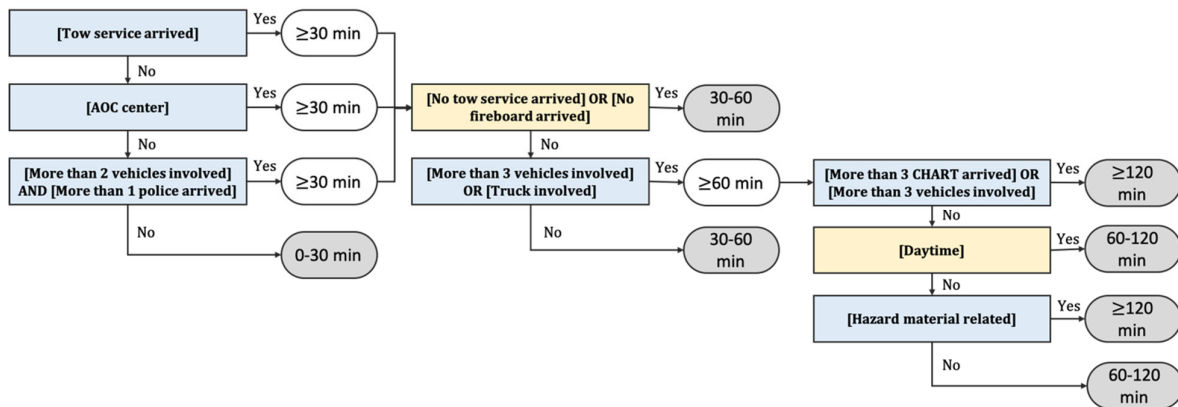 [Tow service arrived]
Yes
≥30 min
No
[AOC center]
Yes
≥30 min
No
[More than 2 vehicles involved]
AND [More than 1 police arrived]
Yes
≥30 min
No
0-30 min
[No tow service arrived] OR [No
fireboard arrived]
Yes
30-60
min
No
[More than 3 vehicles involved]
OR [Truck involved]
Yes
≥60 min
No
30-60
min
[More than 3 CHART arrived] OR
[More than 3 vehicles involved]
Yes
≥120
min
No
[Daytime]
Yes
60-120
min
No
[Hazard material related]
Yes
≥120
min
No
60-120
min